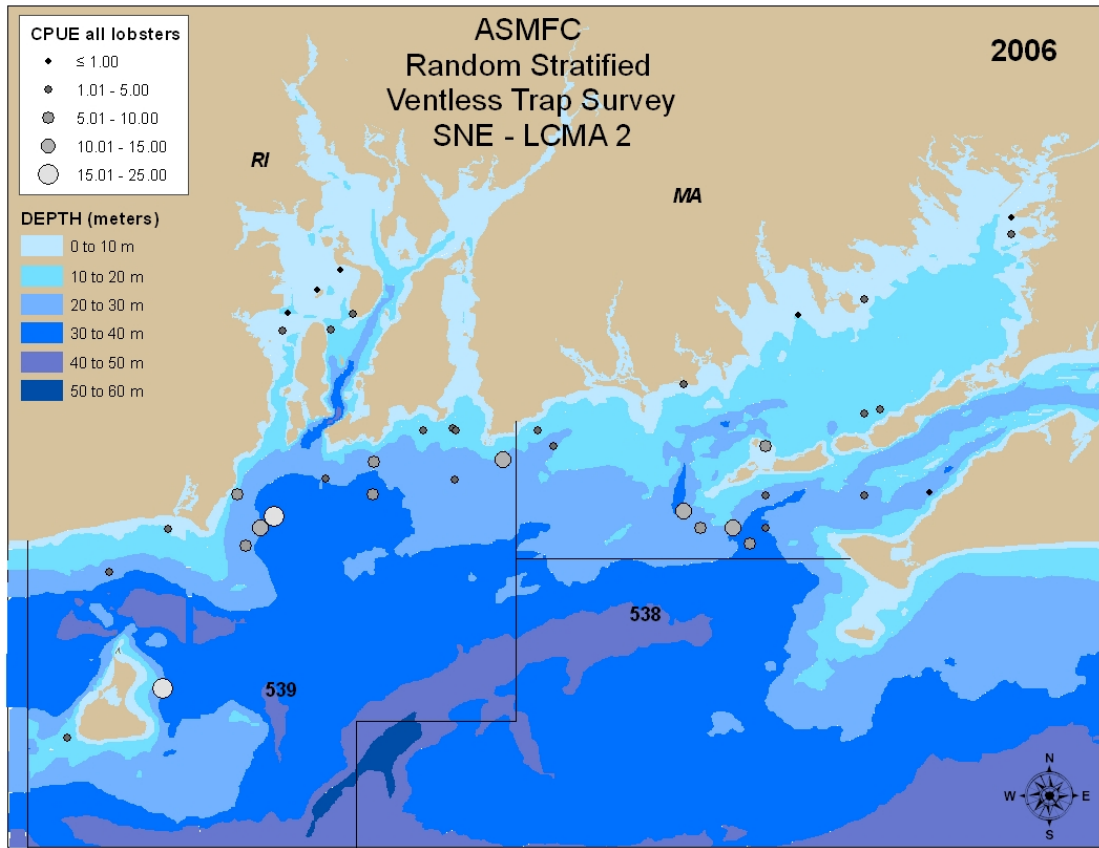 CPUE all lobsters
≤ 1.00
1.01 - 5.00
5.01 - 10.00
10.01 - 15.00
15.01 - 25.00
DEPTH (meters)
0 to 10 m
10 to 20 m
20 to 30 m
30 to 40 m
40 to 50 m
50 to 60 m
ASMFC
Random Stratified
Ventless Trap Survey
SNE - LCMA 2
2006
RI
MA
538
539
N
W E
S